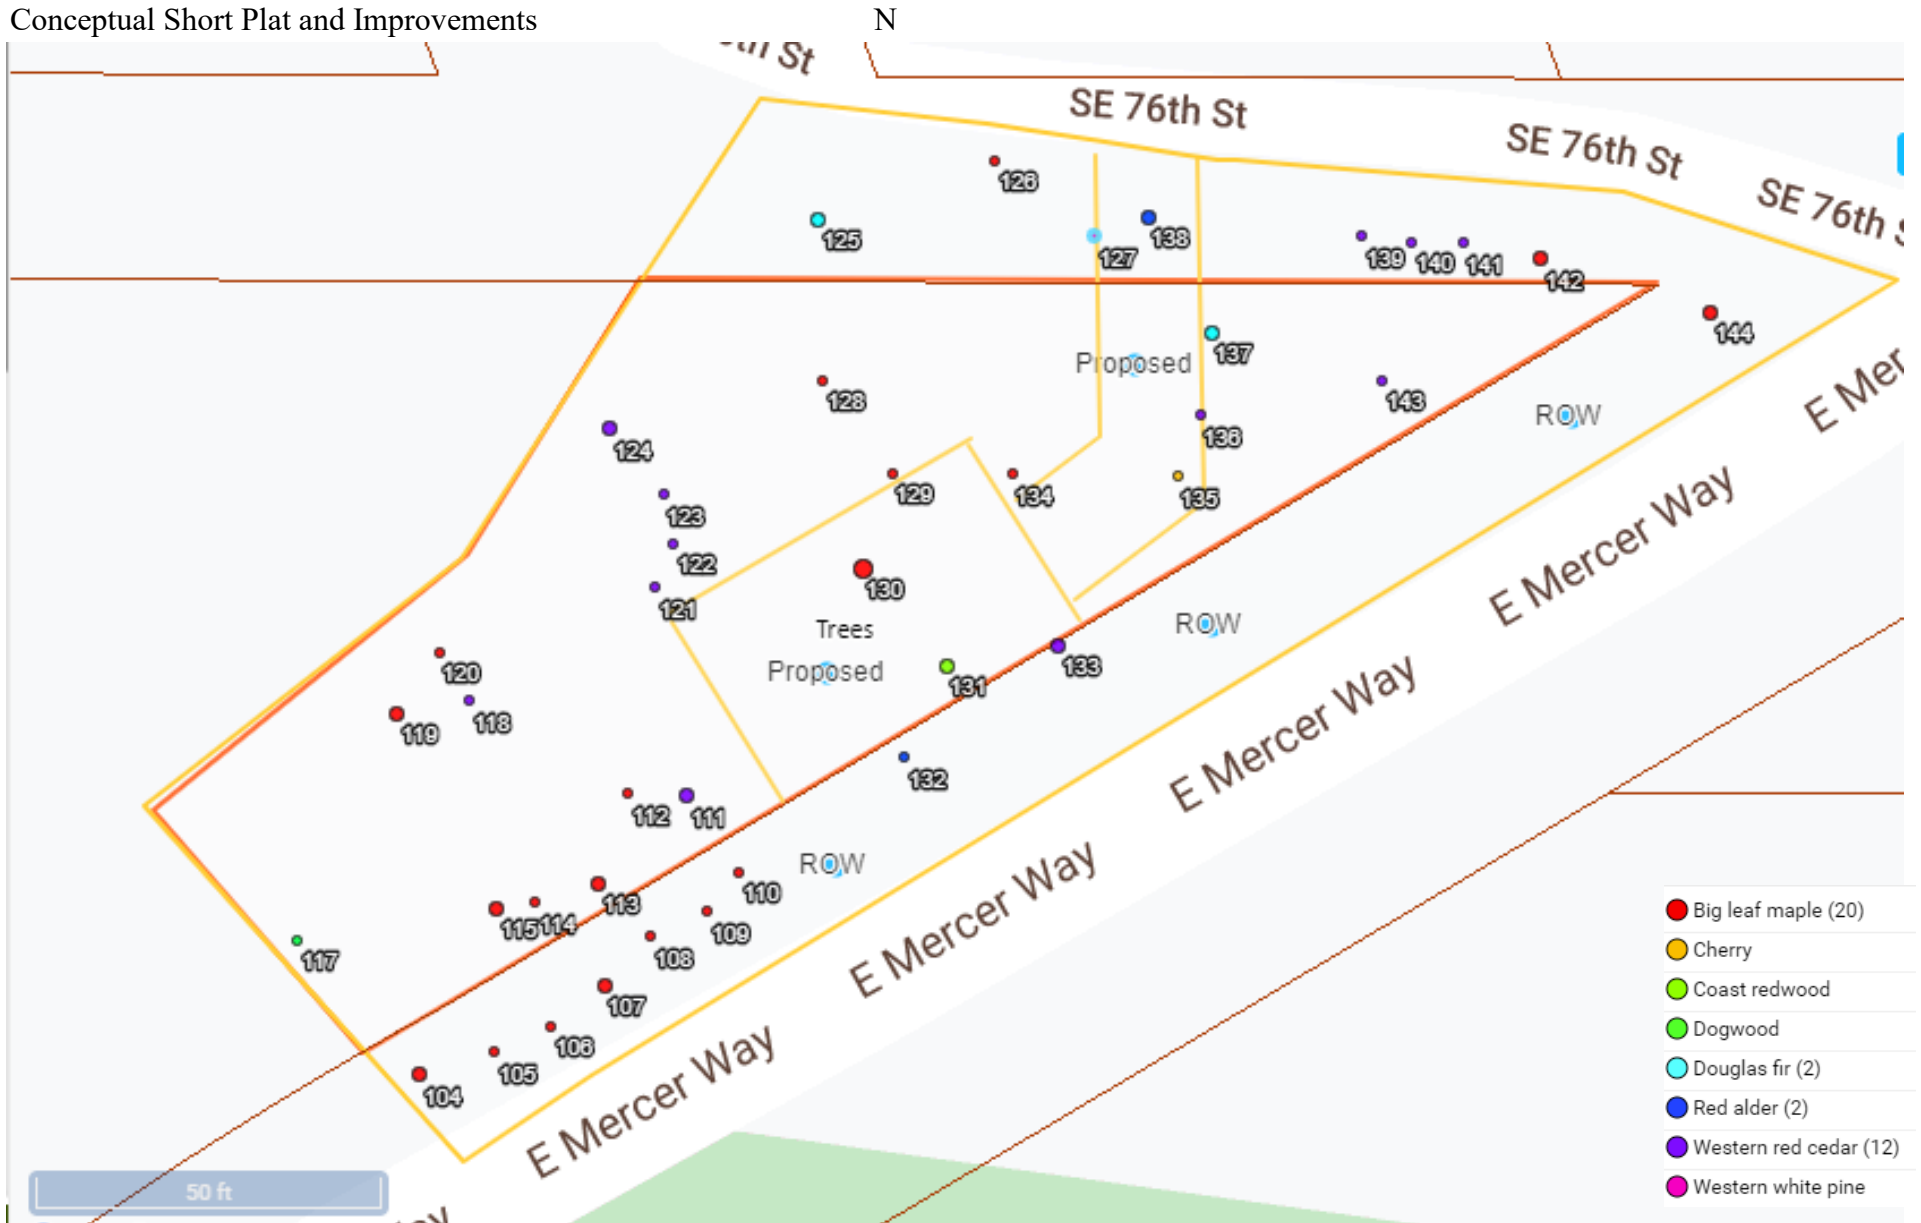 Conceptual Short Plat and Improvements N
th St
SE 76th St
SE 76th St
SE 76th S
126
125
138
127
139
140
141
142
144
137
Proposed
128
143
ROW
E Mer
124
136
129
134
135
123
122
130
121
E Mercer Way
Trees
ROW
Proposed
131
133
120
119
118
132
E Mercer Way
112
111
ROW
110
113
115
114
109
108
117
E Mercer Way
107
106
105
104
E Mercer Way
ay
50 ft
Big leaf maple (20)
Cherry
Coast redwood
Dogwood
Douglas fir (2)
Red alder (2)
Western red cedar (12)
Western white pine